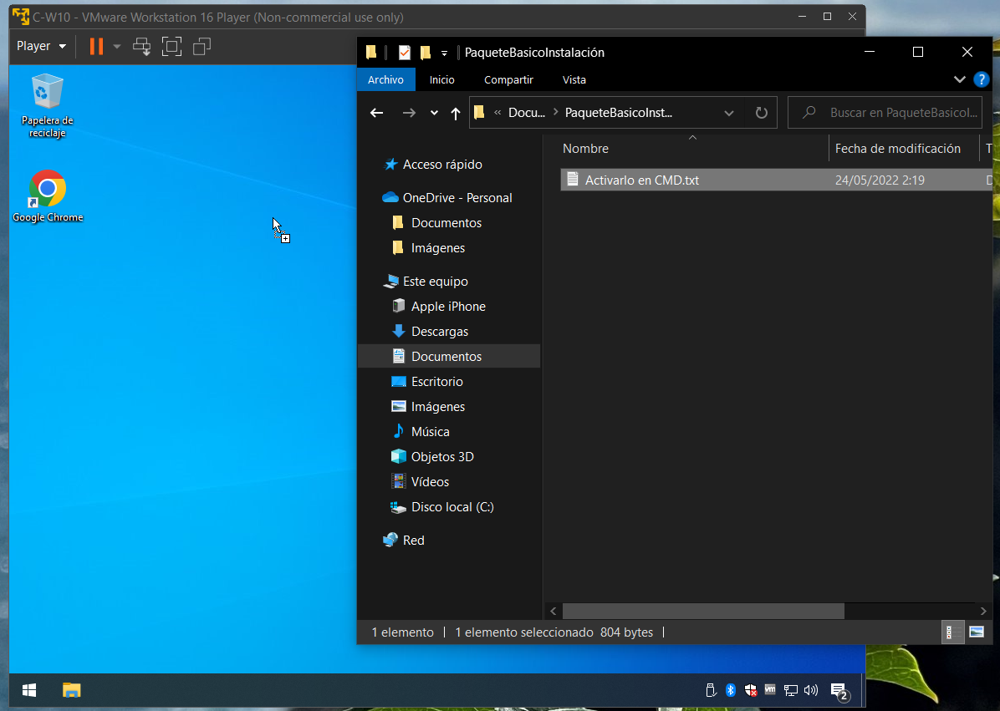 C-W10 - VMware Workstation 16 Player (Non-commercial use only)
Player
Papelera de
reciclaje
Google Chrome
PaqueteBasicoInstalación
Archivo
Inicio
Compartir
Vista
?
« Docu... > PaqueteBasicoInst...
Buscar en PaqueteBasicoI...
Nombre
Fecha de modificación
T
Activarlo en CMD.txt
24/05/2022 2:19
D
Acceso rápido
OneDrive - Personal
Documentos
Imágenes
Este equipo
Apple iPhone
Descargas
Documentos
Escritorio
Imágenes
Música
Objetos 3D
Vídeos
Disco local (C:)
Red
1 elemento
1 elemento seleccionado 804 bytes
vm
2